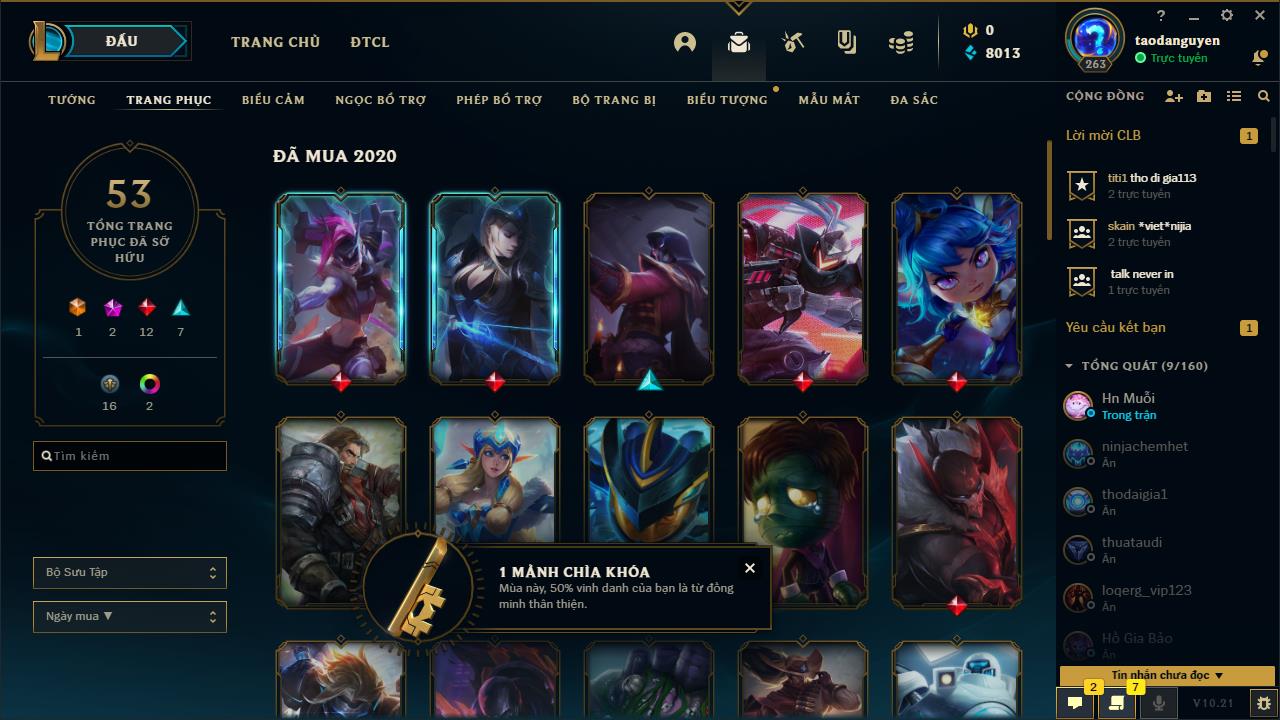 ĐẤU
TRANG CHỦ
ĐTCL
0
8013
263
taodanguyen
Trực tuyến
TƯỚNG
TRANG PHỤC
BIỂU CẢM
NGỌC BỔ TRỢ
PHÉP BỔ TRỢ
BỘ TRANG BỊ
BIỂU TƯỢNG
MẪU MẮT
ĐA SẮC
CỘNG ĐỒNG
53
TỔNG TRANG
PHỤC ĐÃ SỞ
HỮU
1
2
12
7
16
2
Tìm kiếm
Bộ Sưu Tập
Ngày mua ▼
ĐÃ MUA 2020
1 MẢNH CHÌA KHÓA
Mùa này, 50% vinh danh của bạn là từ đồng
minh thân thiện.
Lời mời CLB
1
titi1 tho di gia113
2 trực tuyến
skain *viet*nijia
2 trực tuyến
talk never in
1 trực tuyến
Yêu cầu kết bạn
1
TỔNG QUÁT (9/160)
Hn Muỗi
Trong trận
ninjachemhet
Ẩn
thodaigia1
Ẩn
thuataudi
Ẩn
loqerg_vip123
Ẩn
Hổ Gia Bảo
Ẩn
Tin nhắn chưa đọc ▼
2
7
V10.21